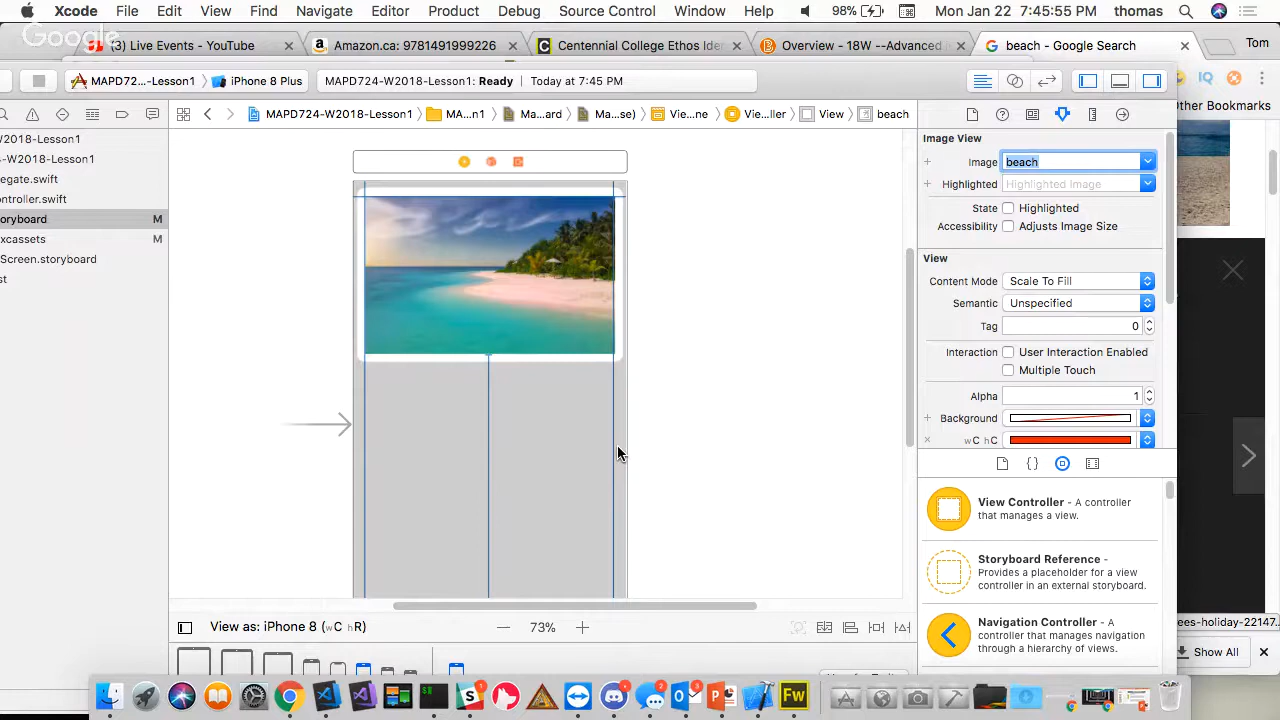 Xcode File Edit View Find Navigate Editor Product Debug Source Control Window Help 98% Mon Jan 22 7:45:55 PM thomas
Google
(3) Live Events - YouTube Amazon.ca: 9781491999226 Centennial College Ethos Ide Overview - 18W --Advanced beach - Google Search Tom
MAPD72...-Lesson1 iPhone 8 Plus MAPD724-W2018-Lesson1: Ready Today at 7:45 PM
IQ
Other Bookmarks
MAPD724-W2018-Lesson1 MA...n1 Ma...ard Ma...se) Vie...ne Vie...ller View beach
W2018-Lesson1
-W2018-Lesson1
egate.swift
ontroller.swift
oryboard M
xcassets M
Screen.storyboard
st
Image View
Image beach
Highlighted Highlighted Image
State Highlighted
Accessibility Adjusts Image Size
View
Content Mode Scale To Fill
Semantic Unspecified
Tag 0
Interaction User Interaction Enabled
Multiple Touch
Alpha 1
Background
wC hC
View Controller - A controller
that manages a view.
Storyboard Reference -
Provides a placeholder for a view
controller in an external storyboard.
Navigation Controller - A
controller that manages navigation
through a hierarchy of views.
View as: iPhone 8 (wC hR) 73%
ees-holiday-22147
Show All
Fw